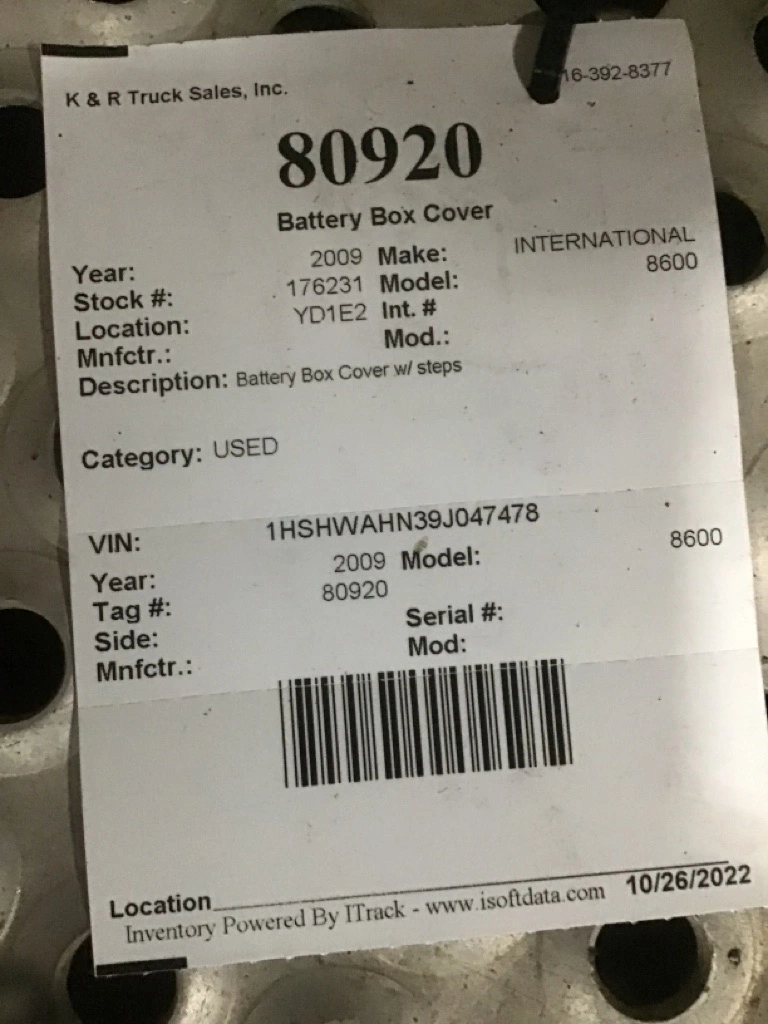 K & R Truck Sales, Inc. 16-392-8377
80920
Battery Box Cover
Year: 2009 Make: INTERNATIONAL
Stock #: 176231 Model: 8600
Location: YD1E2 Int. #
Mnfctr.: Mod.:
Description: Battery Box Cover w/ steps
Category: USED
VIN: 1HSHWAHN39J047478
Year: 2009 Model: 8600
Tag #: 80920
Side: Serial #:
Mnfctr.: Mod:
Location
Inventory Powered By ITrack - www.isoftdata.com 10/26/2022